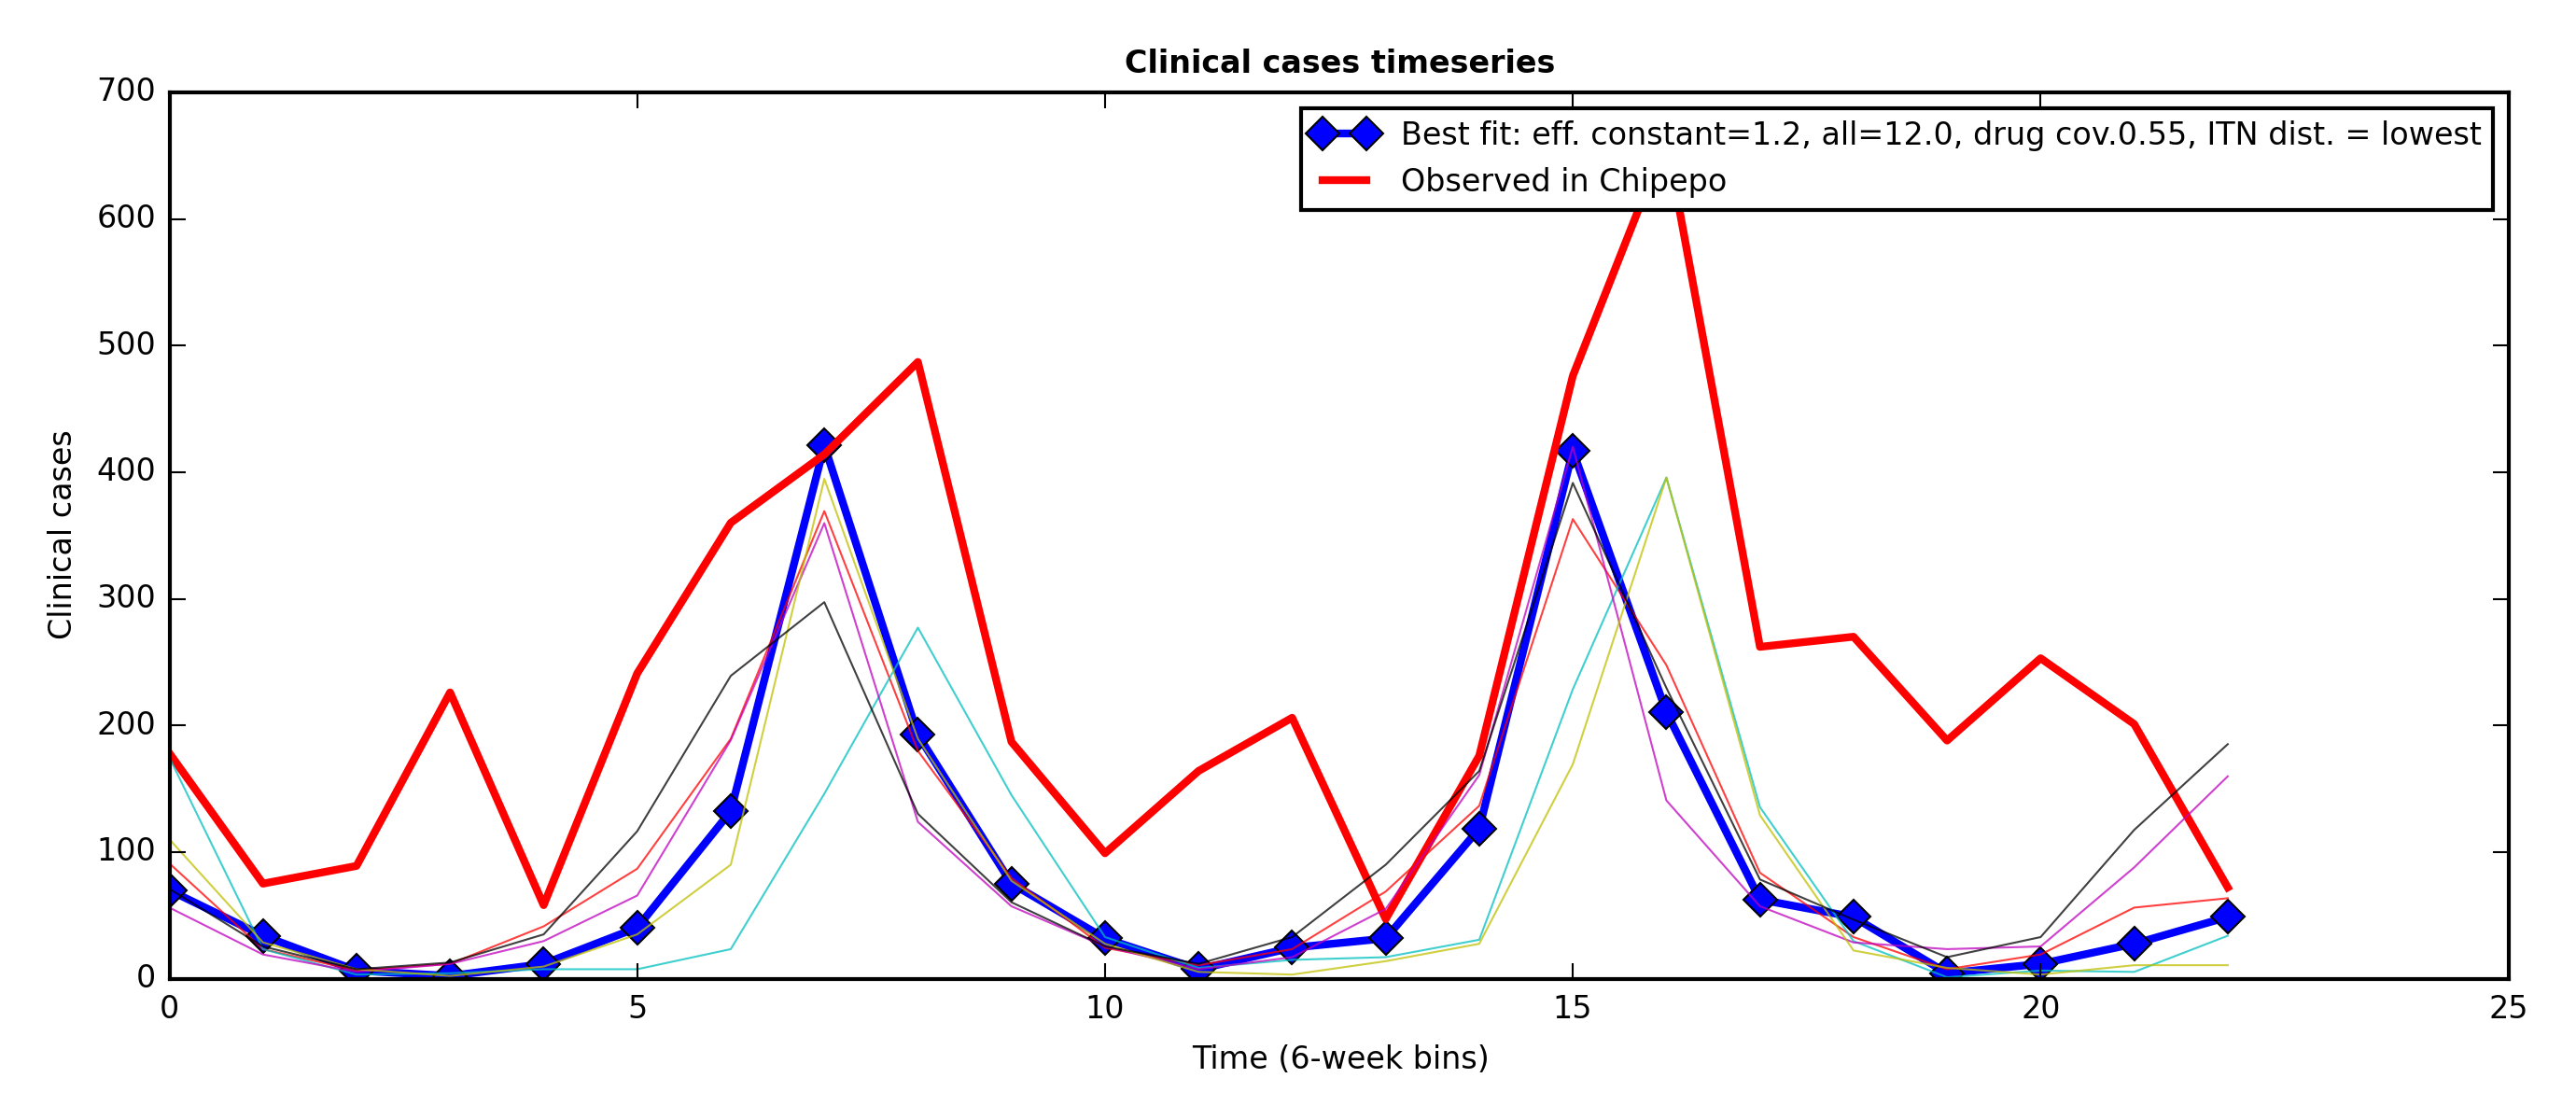 Clinical cases timeseries
700
600
500
400
300
200
100
0
Clinical cases
Best fit: eff. constant=1.2, all=12.0, drug cov.0.55, ITN dist. = lowest
Observed in Chipepo
0 5 10 15 20 25
Time (6-week bins)